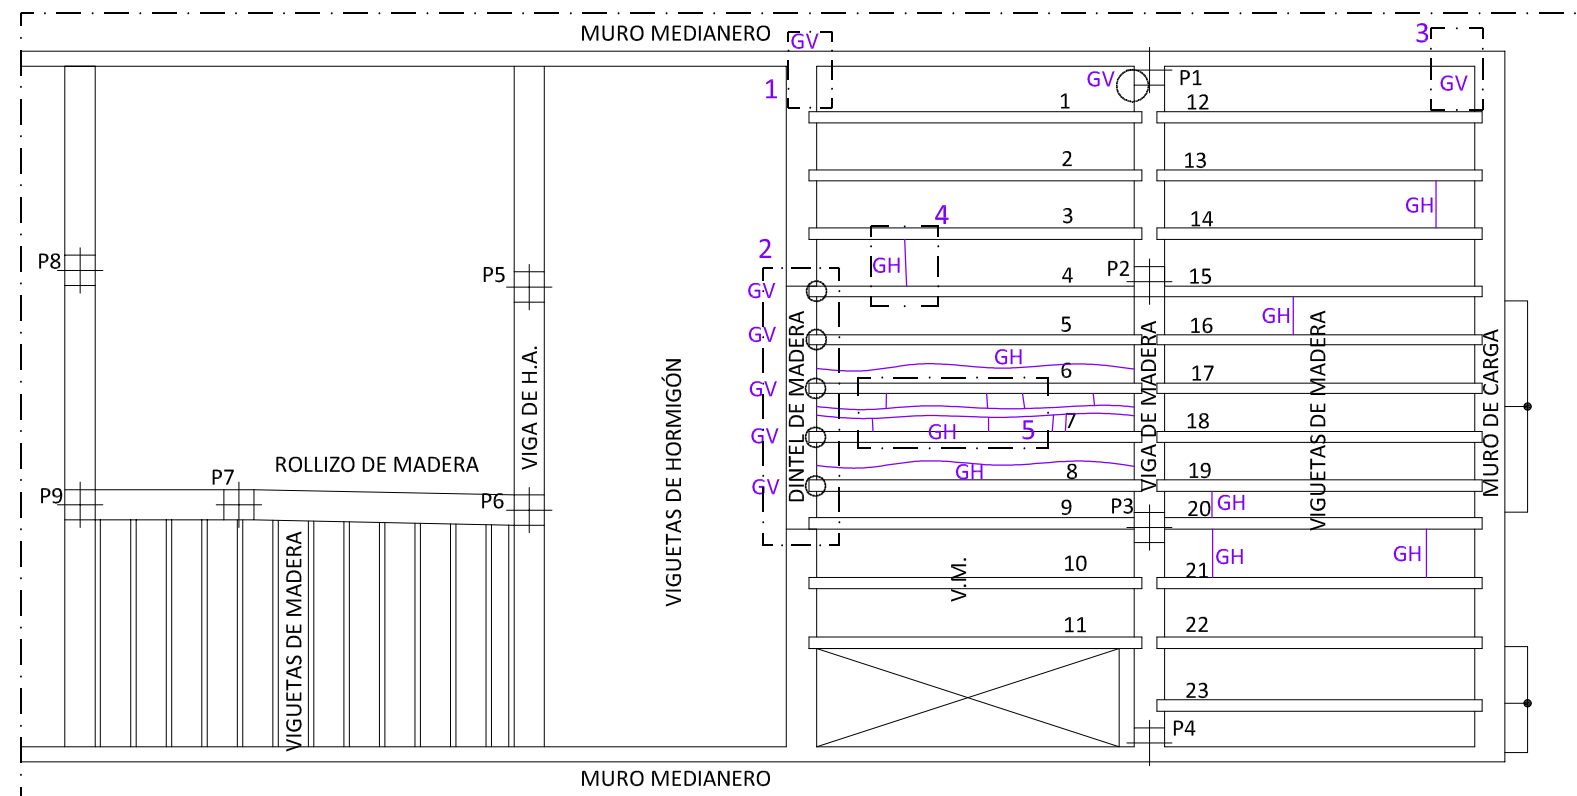 MURO MEDIANERO
3
GV
GV
1
GV
P1
GV
1
12
2
13
GH
3
14
4
2
GH
P8
P5
P2
4
15
GV
GH
5
16
GV
GH
6
17
GV
7
18
GV
GH
5
8
19
GV
GH
DINTEL DE MADERA
VIGA DE MADERA
VIGUETAS DE MADERA
MURO DE CARGA
VIGA DE H.A.
VIGUETAS DE HORMIGÓN
ROLLIZO DE MADERA
P9
P7
P6
9
P3
20
GH
GH
GH
10
21
V.M.
VIGUETAS DE MADERA
11
22
23
P4
MURO MEDIANERO